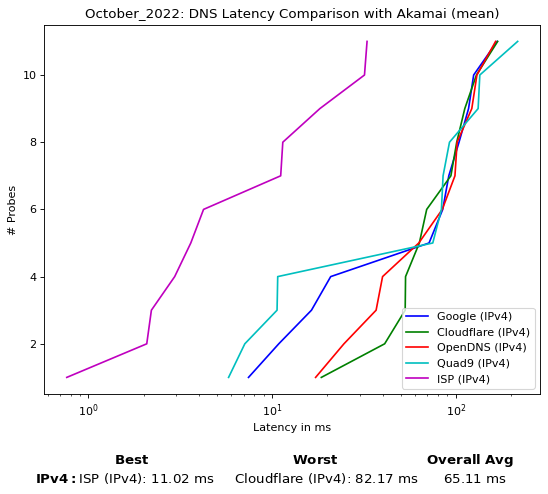 October_2022: DNS Latency Comparison with Akamai (mean)
# Probes
10
8
6
4
2
Google (IPv4)
Cloudflare (IPv4)
OpenDNS (IPv4)
Quad9 (IPv4)
ISP (IPv4)
10⁰ 10¹ 10²
Latency in ms
Best Worst Overall Avg
IPv4: ISP (IPv4): 11.02 ms Cloudflare (IPv4): 82.17 ms 65.11 ms